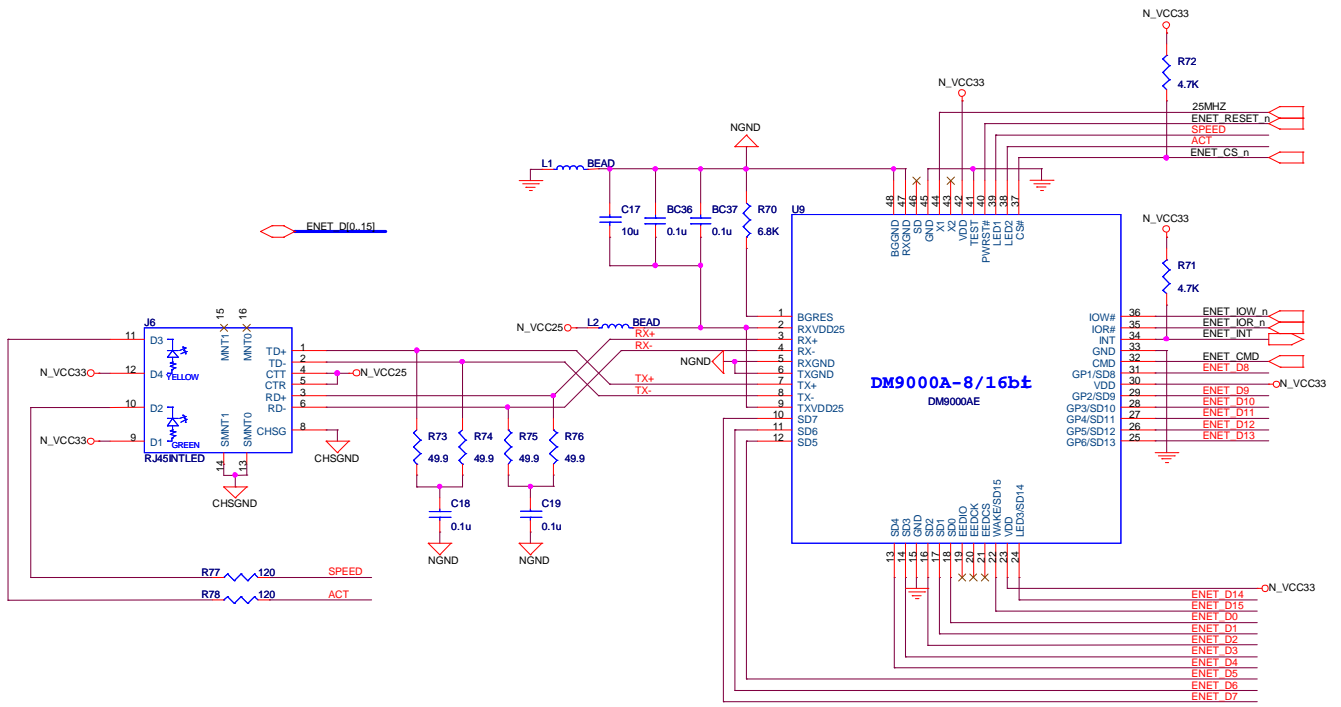 N_VCC33
R72
4.7K
N_VCC33
25MHZ
ENET_RESET_n
SPEED
ACT
ENET_CS_n
NGND
L1 BEAD
C17
10u
BC36
0.1u
BC37
0.1u
R70
6.8K
U9
48 47 46 45 44 43 42 41 40 39 38 37
BGGND RXGND SD GND X1 X2 VDD TEST PWRST# LED1 LED2 CS#
N_VCC33
R71
4.7K
ENET_D[0..15]
J6
15 16
MNT1 MNT0
11 D3
12 D4
YELLOW
10 D2
9 D1
GREEN
N_VCC33
N_VCC33
TD+ 1
TD- 2
CTT 4
CTR 5
RD+ 3
RD- 6
CHSG 8
SMNT1 SMNT0
14 13
RJ45INTLED
CHSGND
CHSGND
N_VCC25
N_VCC25
L2 BEAD
RX+
RX-
NGND
TX+
TX-
1 BGRES
2 RXVDD25
3 RX+
4 RX-
5 RXGND
6 TXGND
7 TX+
8 TX-
9 TXVDD25
10 SD7
11 SD6
12 SD5
DM9000A-8/16bit
DM9000AE
IOW# 36 ENET_IOW_n
IOR# 35 ENET_IOR_n
INT 34 ENET_INT
GND 33
CMD 32 ENET_CMD
GP1/SD8 31 ENET_D8
VDD 30 N_VCC33
GP2/SD9 29 ENET_D9
GP3/SD10 28 ENET_D10
GP4/SD11 27 ENET_D11
GP5/SD12 26 ENET_D12
GP6/SD13 25 ENET_D13
R73
49.9
R74
49.9
R75
49.9
R76
49.9
C18
0.1u
C19
0.1u
NGND
NGND
SD4 SD3 GND SD2 SD1 SD0 EEDIO EEDCK EEDCS WAKE/SD15 VDD LED3/SD14
13 14 15 16 17 18 19 20 21 22 23 24
R77 120 SPEED
R78 120 ACT
N_VCC33
ENET_D14
ENET_D15
ENET_D0
ENET_D1
ENET_D2
ENET_D3
ENET_D4
ENET_D5
ENET_D6
ENET_D7